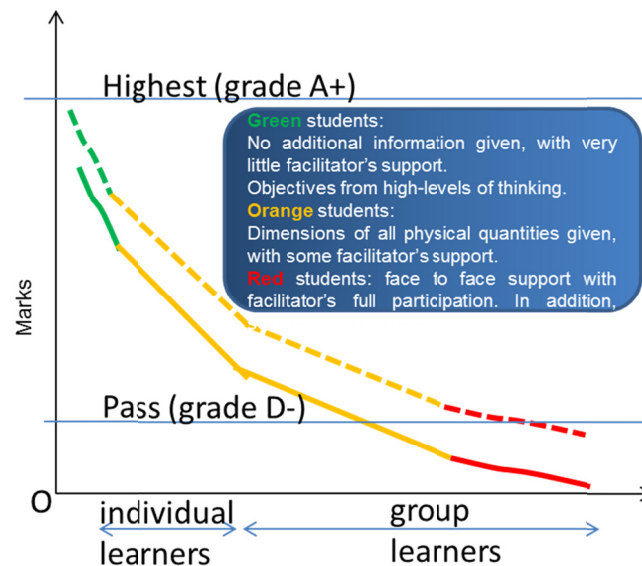 Highest (grade A+)
Green students:
No additional information given, with very
little facilitator's support.
Objectives from high-levels of thinking.
Orange students:
Dimensions of all physical quantities given,
with some facilitator's support.
Red students: face to face support with
facilitator's full participation. In addition,
Marks
Pass (grade D-)
O
individual
learners
group
learners